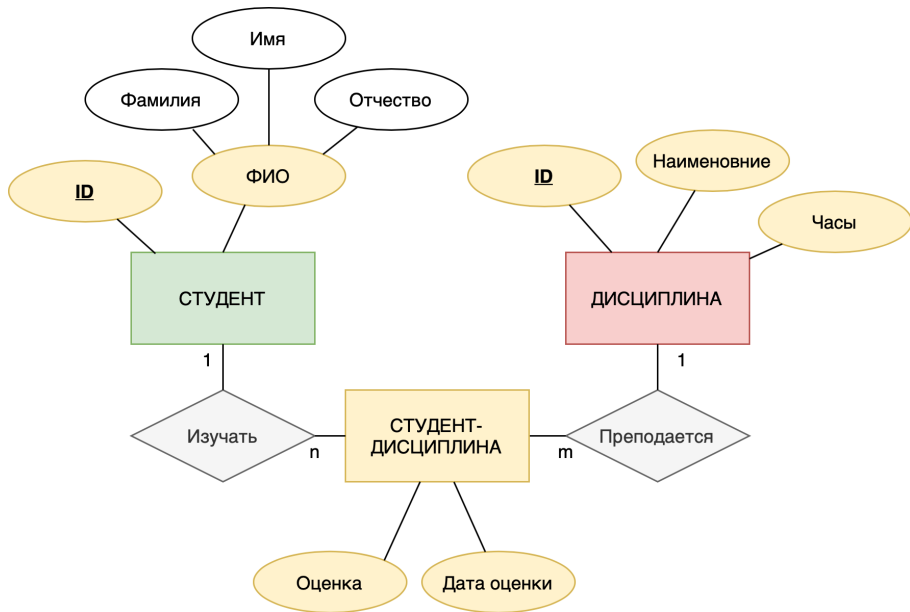 Имя
Фамилия
Отчество
ФИО
ID
ID
Наименовние
Часы
СТУДЕНТ
ДИСЦИПЛИНА
1
1
Изучать
n
СТУДЕНТ-
ДИСЦИПЛИНА
m
Преподается
Оценка
Дата оценки